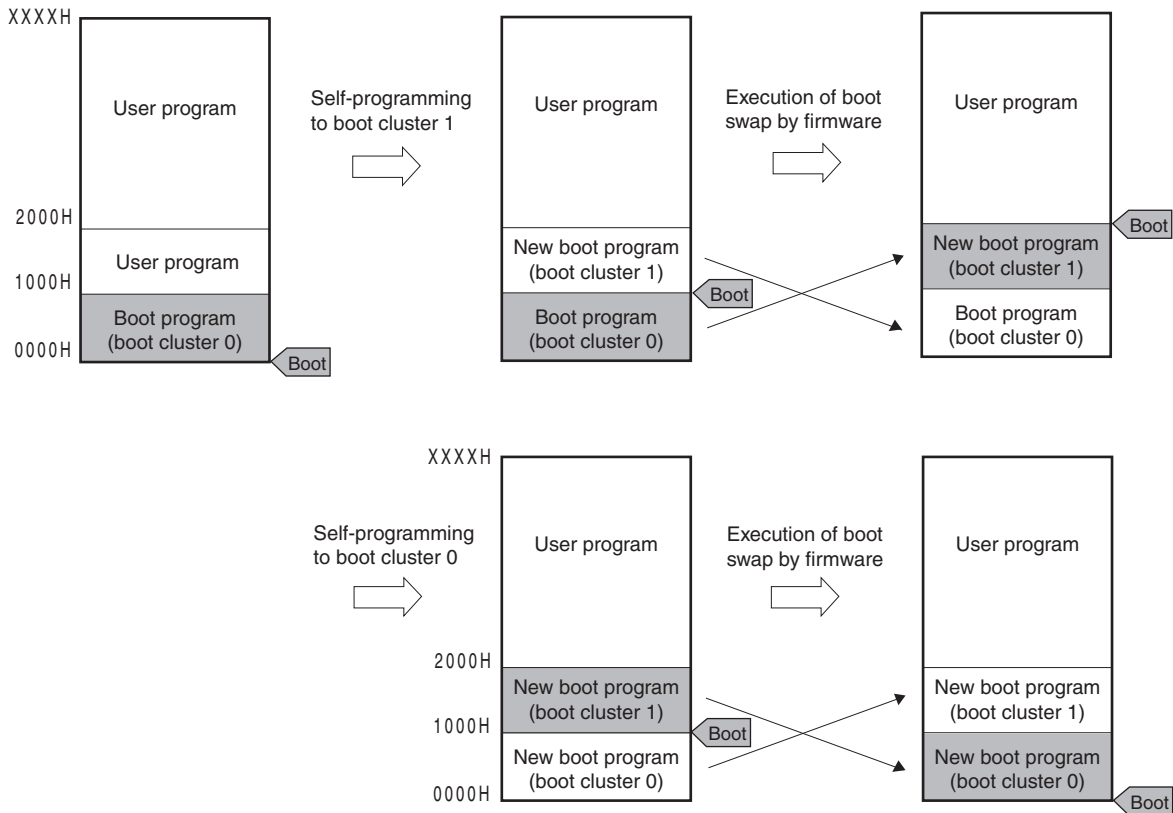 XXXXH
User program
2000H
User program
1000H
Boot program
(boot cluster 0)
0000H
Boot
Self-programming
to boot cluster 1
User program
New boot program
(boot cluster 1)
Boot
Boot program
(boot cluster 0)
Execution of boot
swap by firmware
User program
Boot
New boot program
(boot cluster 1)
Boot program
(boot cluster 0)
Self-programming
to boot cluster 0
XXXXH
User program
2000H
New boot program
(boot cluster 1)
1000H
Boot
New boot program
(boot cluster 0)
0000H
Execution of boot
swap by firmware
User program
New boot program
(boot cluster 1)
New boot program
(boot cluster 0)
Boot